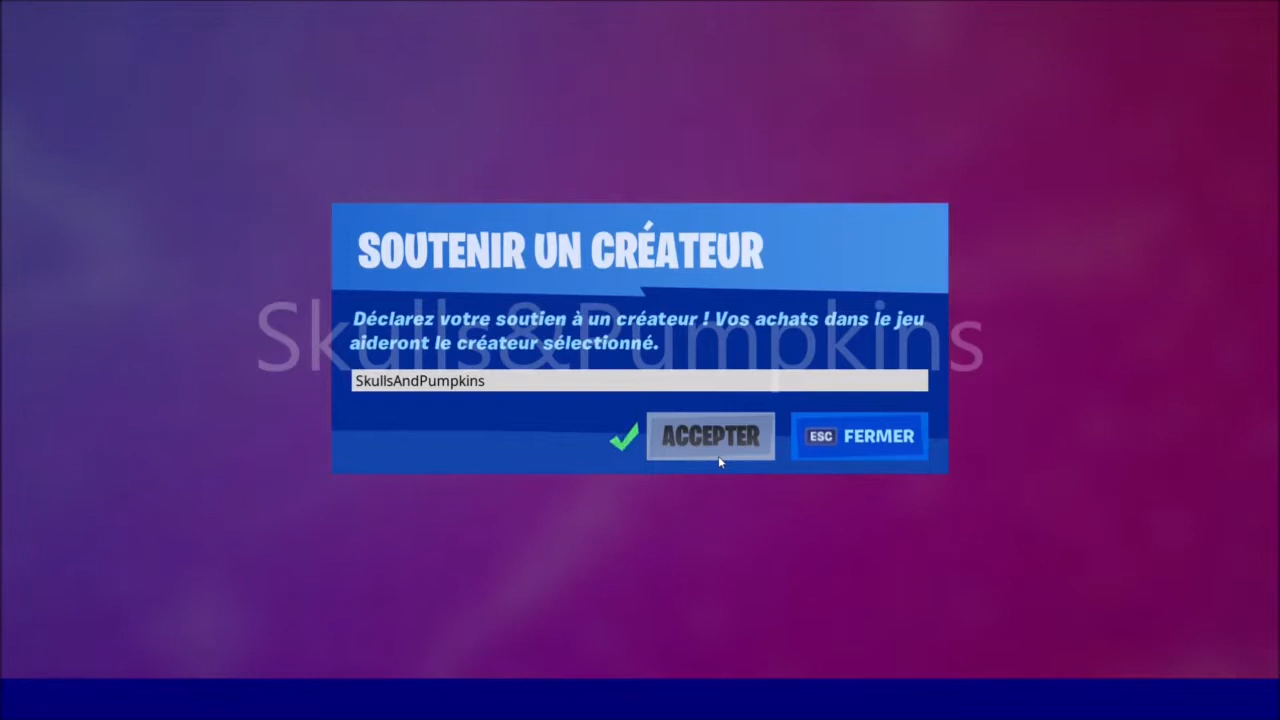 SOUTENIR UN CRÉATEUR
Skulls&Pumpkins
Déclarez votre soutien à un créateur ! Vos achats dans le jeu
aideront le créateur sélectionné.
SkullsAndPumpkins
ACCEPTER
ESC FERMER